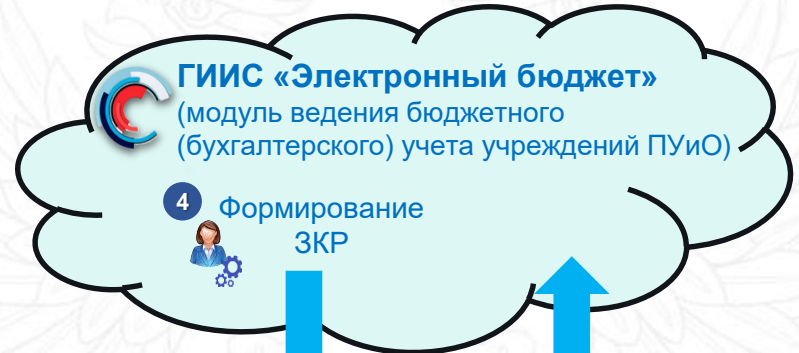 ГИИС «Электронный бюджет»
(модуль ведения бюджетного
(бухгалтерского) учета учреждений ПУиО)
4 Формирование
ЗКР